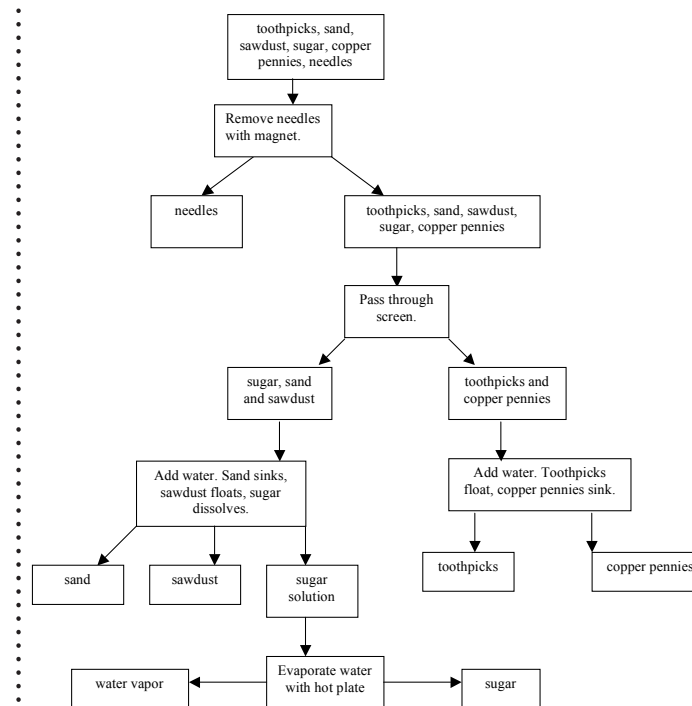 toothpicks, sand,
sawdust, sugar, copper
pennies, needles
Remove needles
with magnet.
needles
toothpicks, sand, sawdust,
sugar, copper pennies
Pass through
screen.
sugar, sand
and sawdust
toothpicks and
copper pennies
Add water. Sand sinks,
sawdust floats, sugar
dissolves.
Add water. Toothpicks
float, copper pennies sink.
sand
sawdust
sugar
solution
toothpicks
copper pennies
water vapor
Evaporate water
with hot plate
sugar